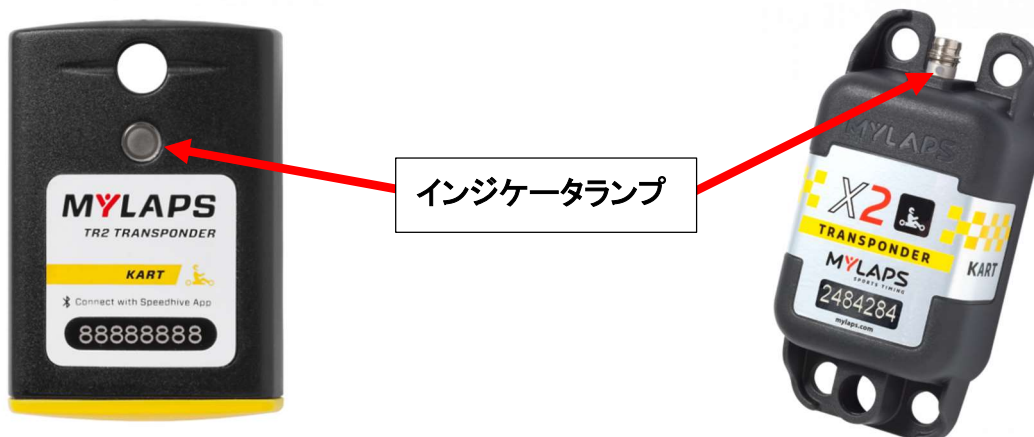 MYLAPS
TR2 TRANSPONDER
KART
Connect with Speedhive App
88888888
インジケータランプ
MYLAPS
X2
TRANSPONDER
KART
MYLAPS
SPORTS TIMING
2484284
mylaps.com